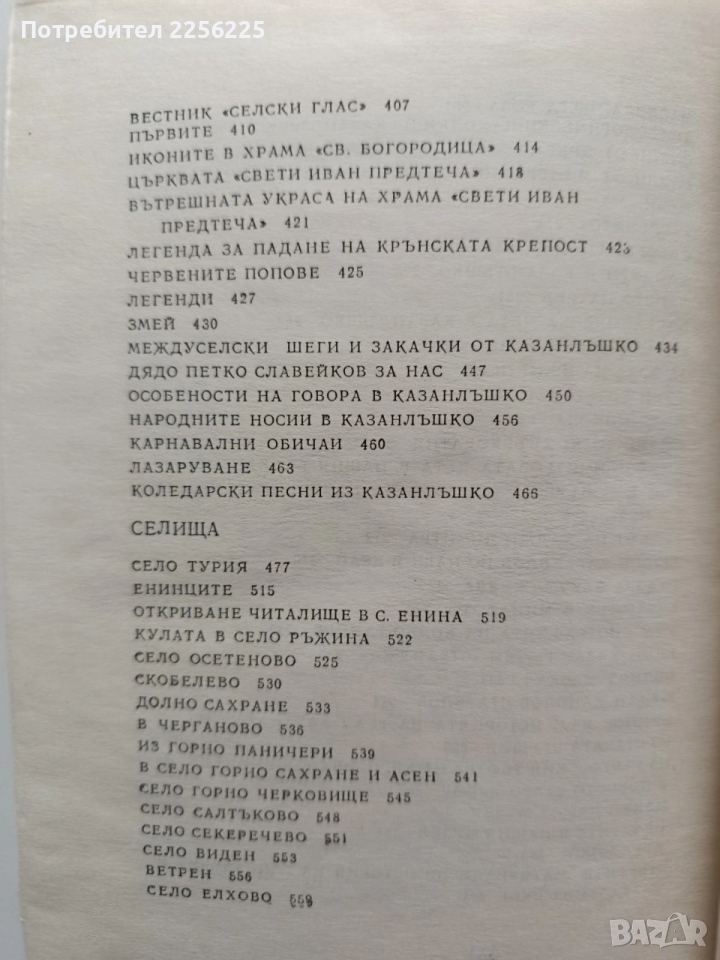 Потребител 2256225
ВЕСТНИК «СЕЛСКИ ГЛАС» 407
ПЪРВИТЕ 410
ИКОНИТЕ В ХРАМА «СВ. БОГОРОДИЦА» 414
ЦЪРКВАТА «СВЕТИ ИВАН ПРЕДТЕЧА» 418
ВЪТРЕШНАТА УКРАСА НА ХРАМА «СВЕТИ ИВАН
ПРЕДТЕЧА» 421
ЛЕГЕНДА ЗА ПАДАНЕ НА КРЪНСКАТА КРЕПОСТ 423
ЧЕРВЕНИТЕ ПОПОВЕ 425
ЛЕГЕНДИ 427
ЗМЕЙ 430
МЕЖДУСЕЛСКИ ШЕГИ И ЗАКАЧКИ ОТ КАЗАНЛЪШКО 434
ДЯДО ПЕТКО СЛАВЕЙКОВ ЗА НАС 447
ОСОБЕНОСТИ НА ГОВОРА В КАЗАНЛЪШКО 450
НАРОДНИТЕ НОСИИ В КАЗАНЛЪШКО 456
КАРНАВАЛНИ ОБИЧАИ 460
ЛАЗАРУВАНЕ 463
КОЛЕДАРСКИ ПЕСНИ ИЗ КАЗАНЛЪШКО 466
СЕЛИЩА
СЕЛО ТУРИЯ 477
ЕНИНЦИТЕ 515
ОТКРИВАНЕ ЧИТАЛИЩЕ В С. ЕНИНА 519
КУЛАТА В СЕЛО РЪЖИНА 522
СЕЛО ОСЕТЕНОВО 525
СКОБЕЛЕВО 530
ДОЛНО САХРАНЕ 533
В ЧЕРГАНОВО 536
ИЗ ГОРНО ПАНИЧЕРИ 539
В СЕЛО ГОРНО САХРАНЕ И АСЕН 541
СЕЛО ГОРНО ЧЕРКОВИЩЕ 545
СЕЛО САЛТЪКОВО 548
СЕЛО СЕКЕРЕЧЕВО 551
СЕЛО ВИДЕН 553
ВЕТРЕН 556
СЕЛО ЕЛХОВО 559
BAZAR